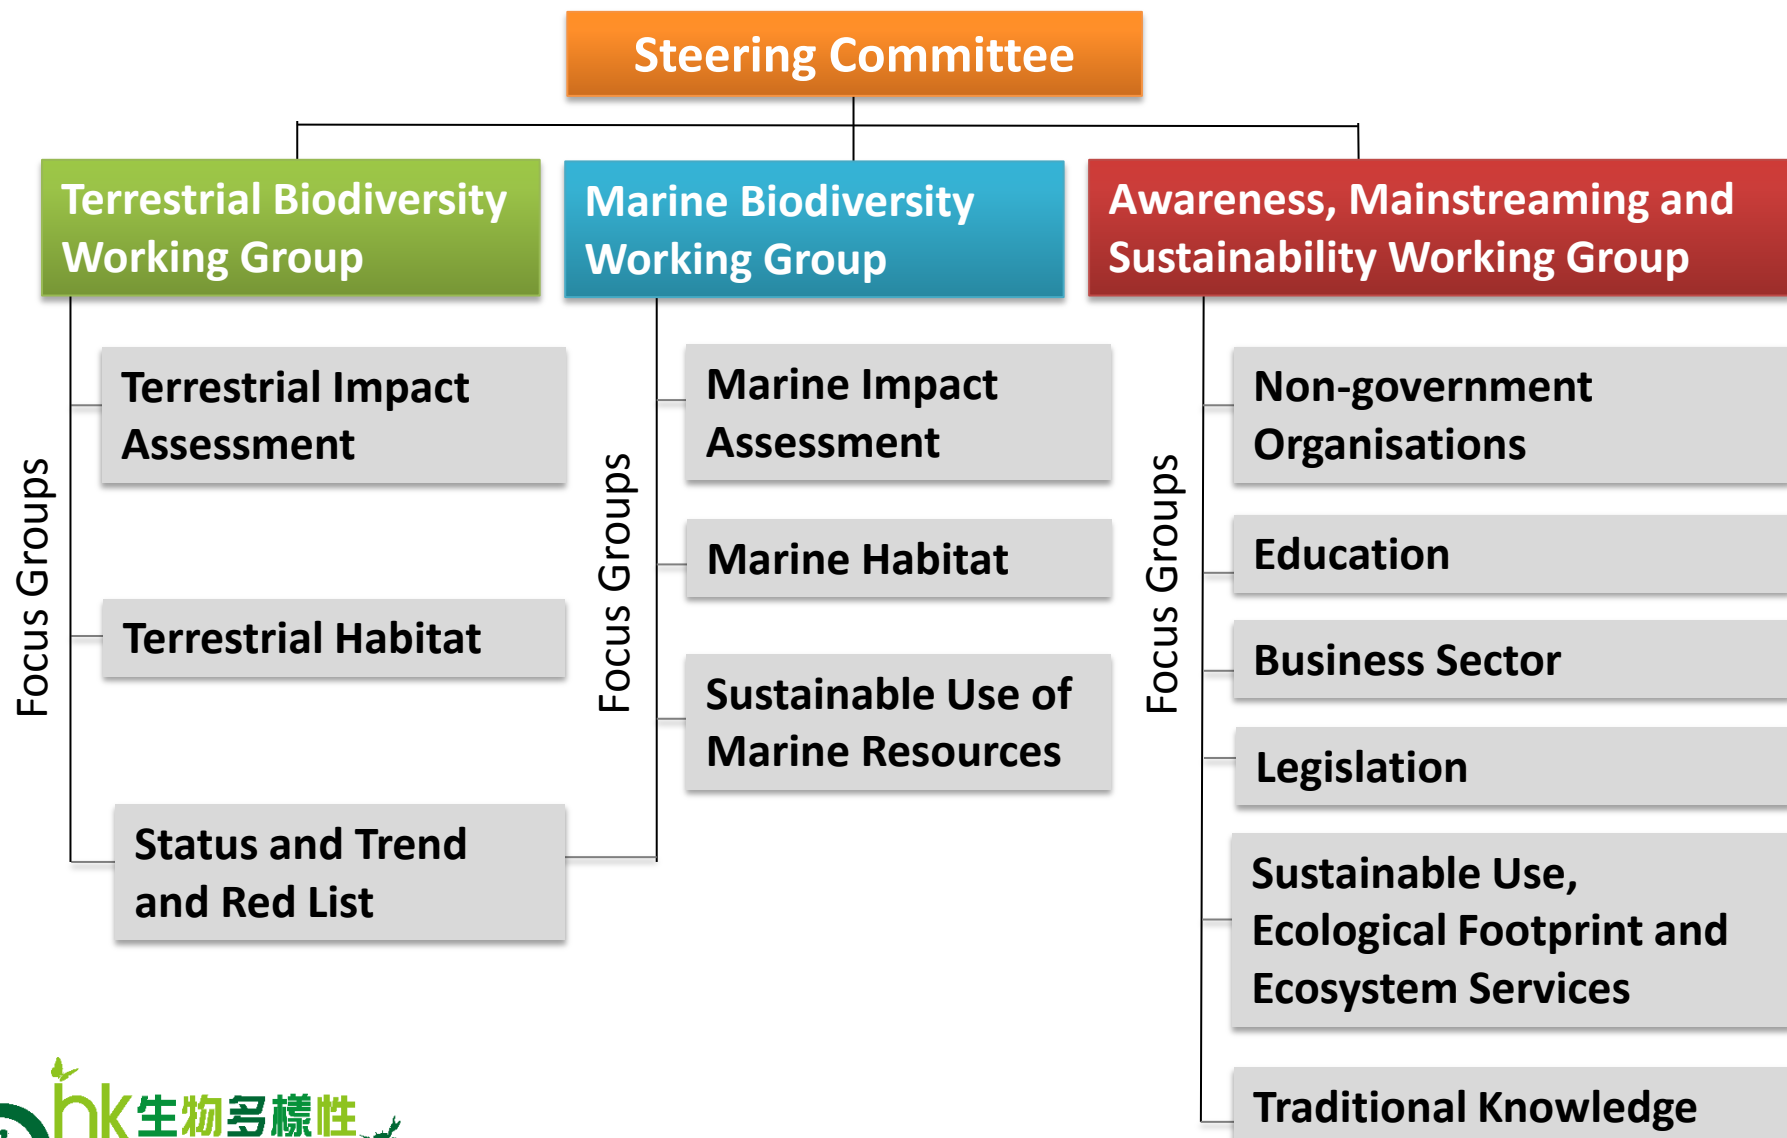 Steering Committee
Terrestrial Biodiversity
Working Group
Marine Biodiversity
Working Group
Awareness, Mainstreaming and
Sustainability Working Group
Focus Groups
Terrestrial Impact
Assessment
Terrestrial Habitat
Status and Trend
and Red List
Focus Groups
Marine Impact
Assessment
Marine Habitat
Sustainable Use of
Marine Resources
Focus Groups
Non-government
Organisations
Education
Business Sector
Legislation
Sustainable Use,
Ecological Footprint and
Ecosystem Services
Traditional Knowledge
hk生物多樣性